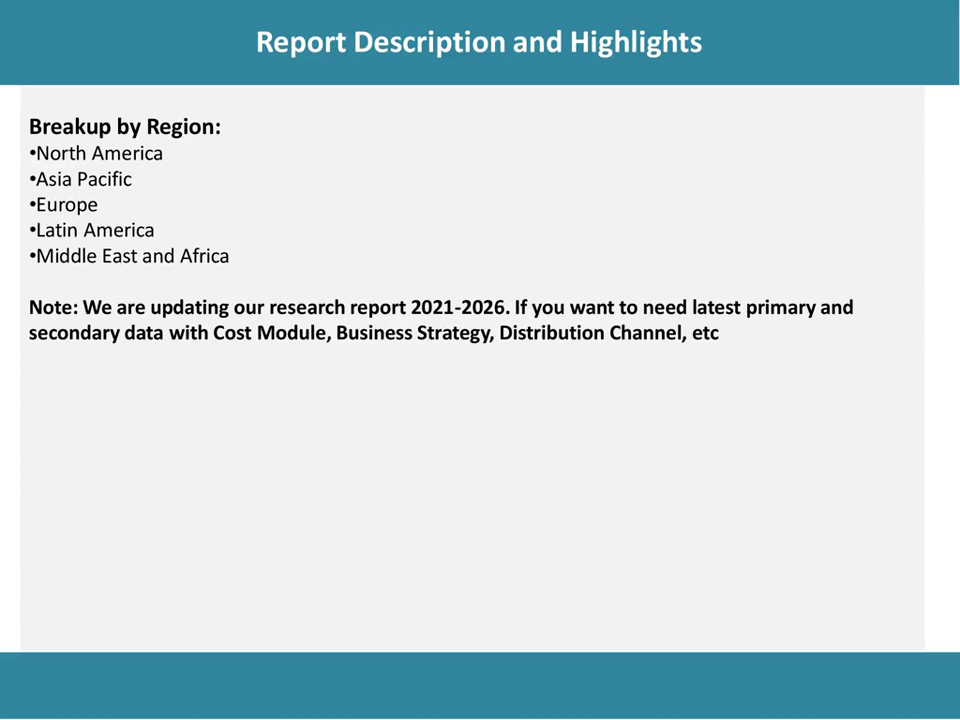 Report Description and Highlights
Breakup by Region:
•North America
•Asia Pacific
•Europe
•Latin America
•Middle East and Africa
Note: We are updating our research report 2021-2026. If you want to need latest primary and
secondary data with Cost Module, Business Strategy, Distribution Channel, etc